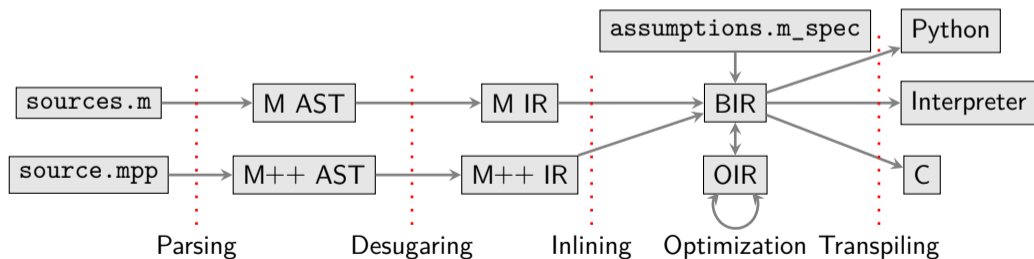 assumptions.m_spec
Python
sources.m
M AST
M IR
BIR
Interpreter
source.mpp
M++ AST
M++ IR
OIR
C
Parsing
Desugaring
Inlining
Optimization
Transpiling